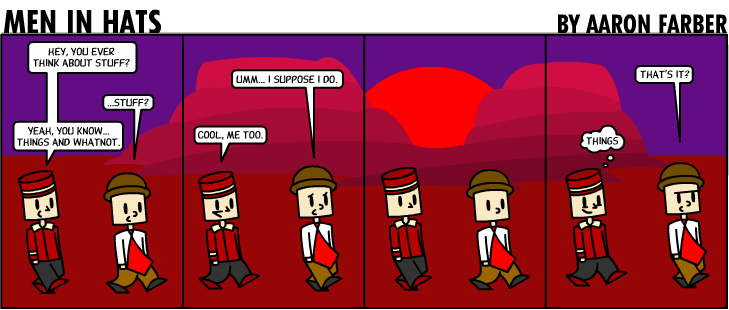 MEN IN HATS
BY AARON FARBER
HEY, YOU EVER
THINK ABOUT STUFF?
...STUFF?
YEAH, YOU KNOW...
THINGS AND WHATNOT.
UMM... I SUPPOSE I DO.
COOL, ME TOO.
THAT'S IT?
THINGS